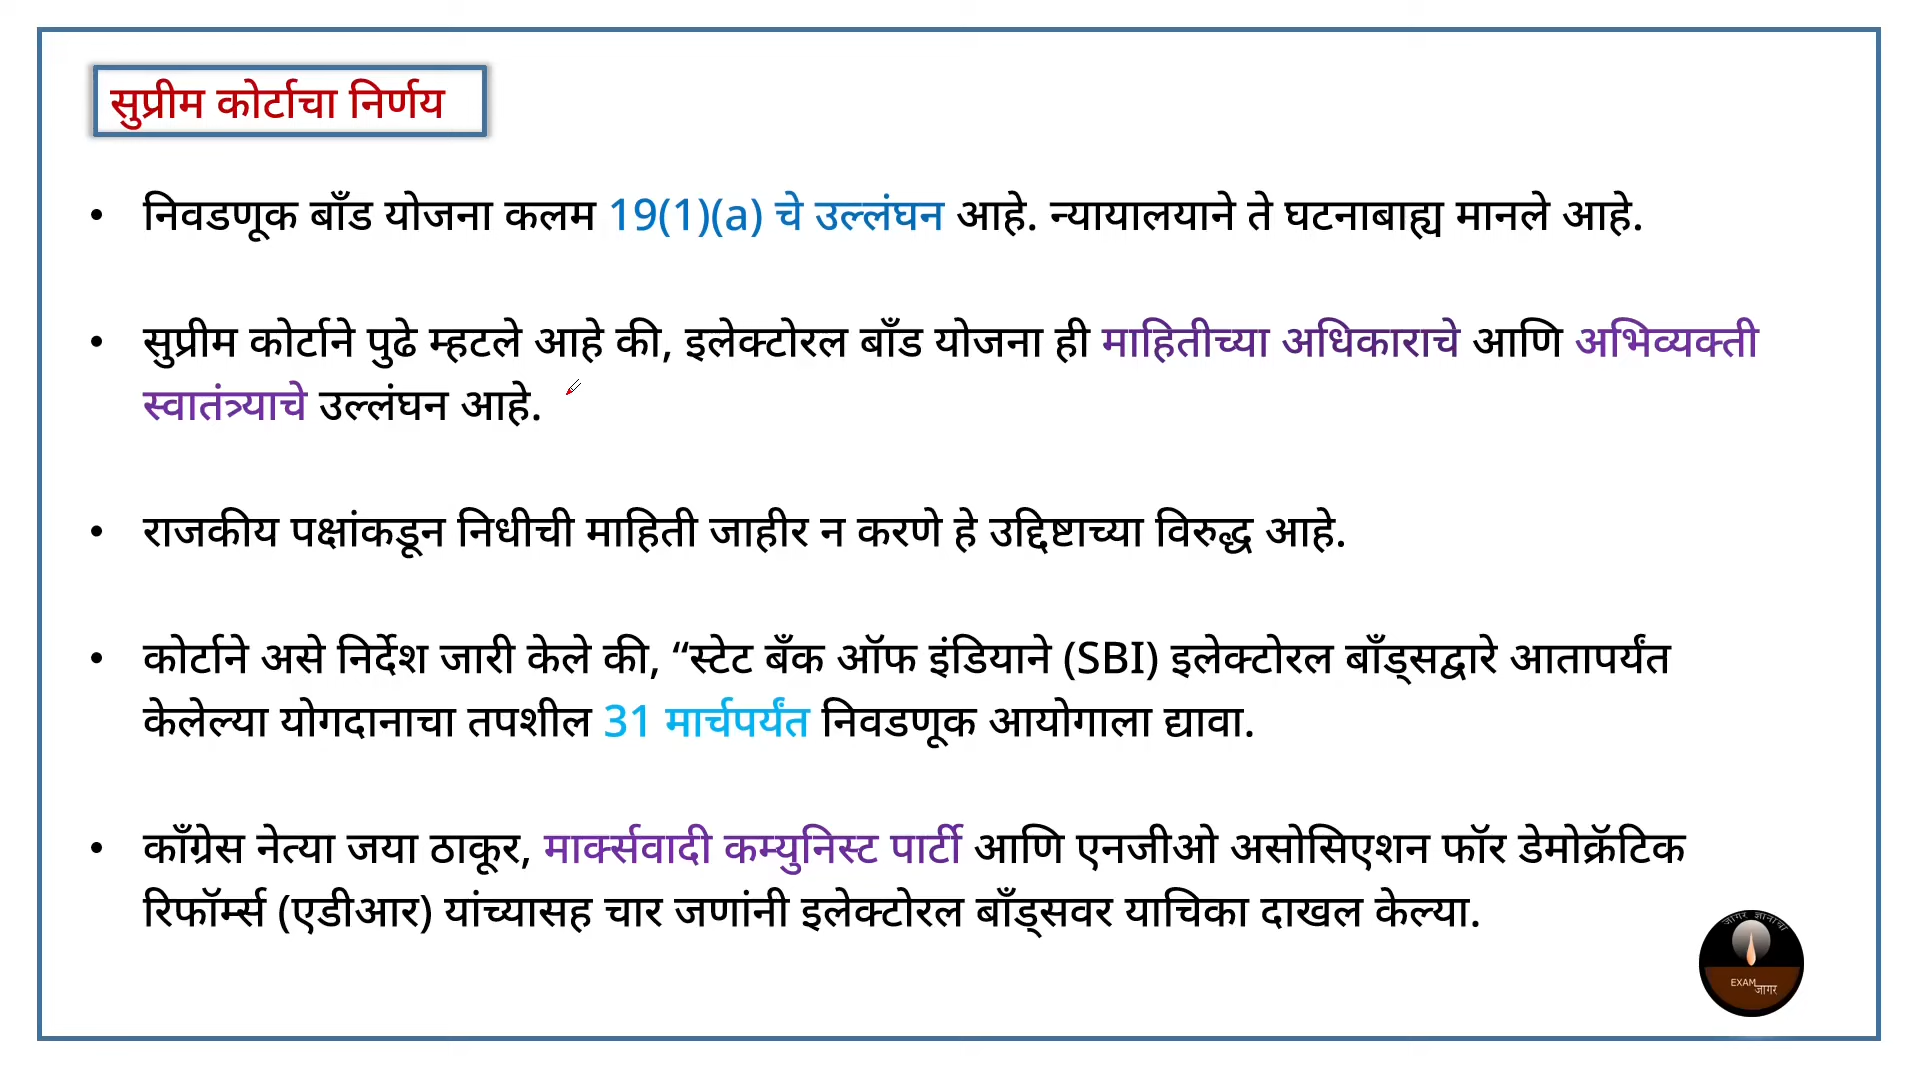 सुप्रीम कोर्टाचा निर्णय
• निवडणूक बाँड योजना कलम 19(1)(a) चे उल्लंघन आहे. न्यायालयाने ते घटनाबाह्य मानले आहे.
• सुप्रीम कोर्टाने पुढे म्हटले आहे की, इलेक्टोरल बाँड योजना ही माहितीच्या अधिकाराचे आणि अभिव्यक्ती
स्वातंत्र्याचे उल्लंघन आहे.
• राजकीय पक्षांकडून निधीची माहिती जाहीर न करणे हे उद्दिष्टाच्या विरुद्ध आहे.
• कोर्टाने असे निर्देश जारी केले की, “स्टेट बँक ऑफ इंडियाने (SBI) इलेक्टोरल बाँड्सद्वारे आतापर्यंत
केलेल्या योगदानाचा तपशील 31 मार्चपर्यंत निवडणूक आयोगाला द्यावा.
• काँग्रेस नेत्या जया ठाकूर, मार्क्सवादी कम्युनिस्ट पार्टी आणि एनजीओ असोसिएशन फॉर डेमोक्रॅटिक
रिफॉर्म्स (एडीआर) यांच्यासह चार जणांनी इलेक्टोरल बाँड्सवर याचिका दाखल केल्या.
जागर ज्ञानाचा
EXAM
जागर